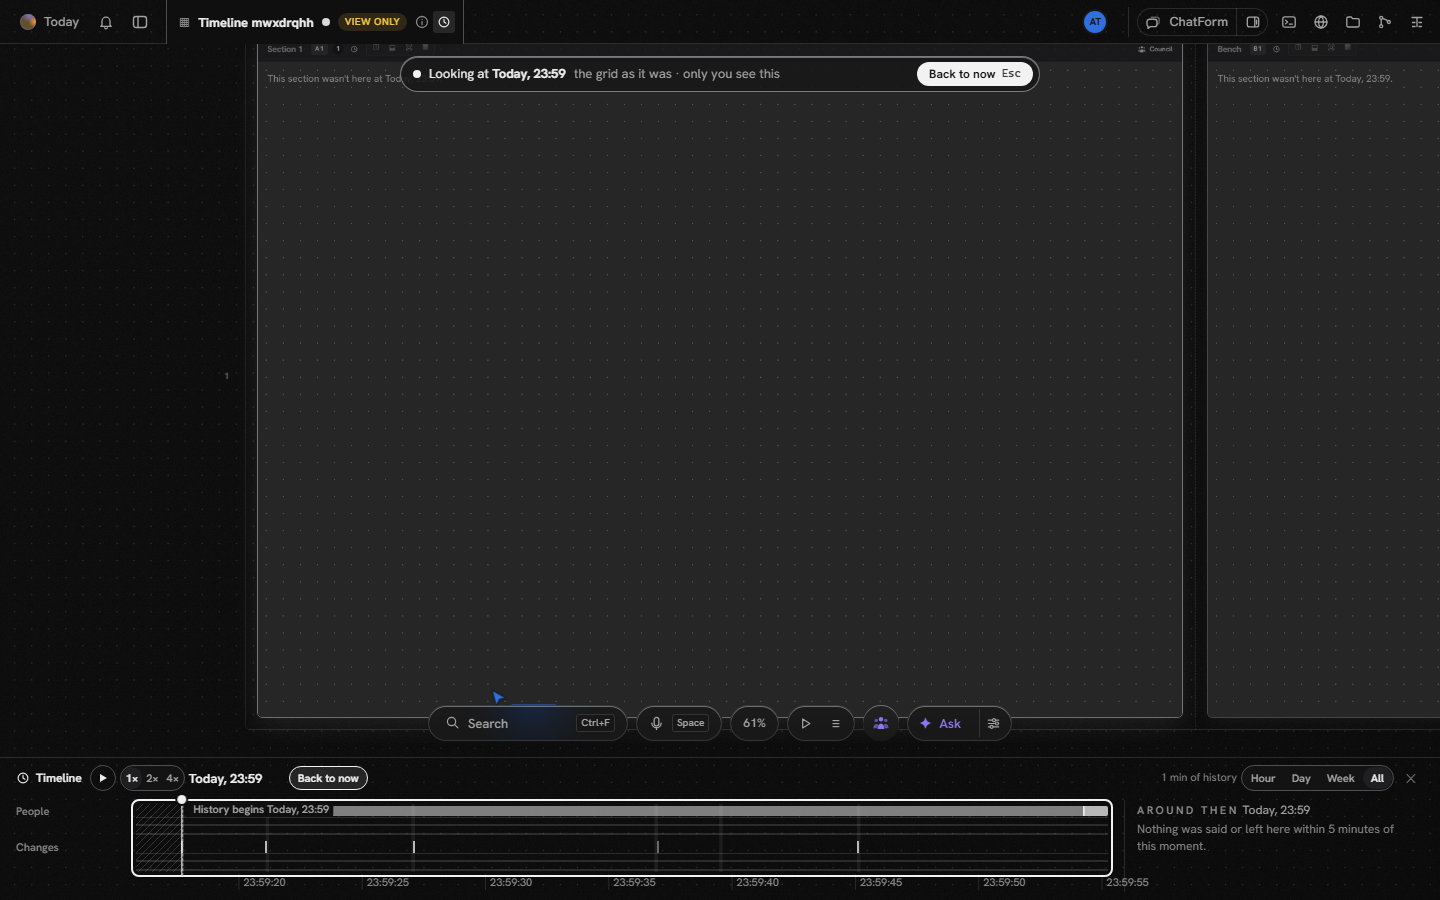 Today
Timeline mwxdrqhh
VIEW ONLY
AT
ChatForm
Section 1 A1 1
Council
Bench B1
This section wasn't here at Tod
Looking at Today, 23:59 the grid as it was · only you see this
Back to now Esc
This section wasn't here at Today, 23:59.
1
Search Ctrl+F
Space
61%
Ask
Timeline
1× 2× 4×
Today, 23:59
Back to now
1 min of history
Hour Day Week All
People
History begins Today, 23:59
Changes
23:59:20 23:59:25 23:59:30 23:59:35 23:59:40 23:59:45 23:59:50 23:59:55
AROUND THEN Today, 23:59
Nothing was said or left here within 5 minutes of
this moment.